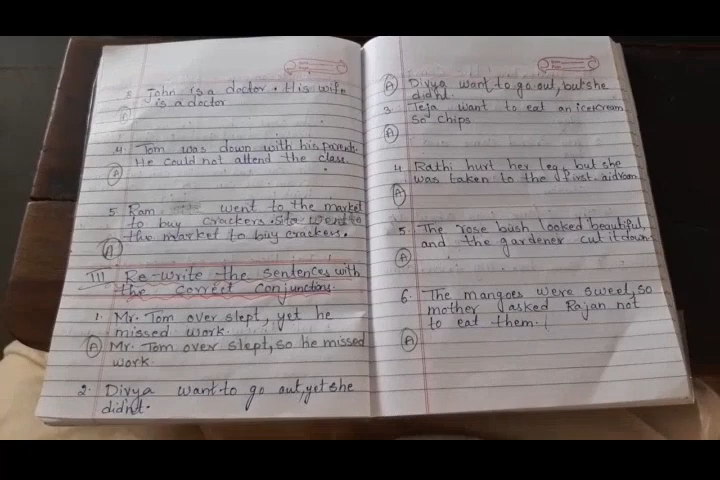 3. John is a doctor. His wife
is a doctor
A
4. Tom was down with his parents.
He could not attend the class.
A
5. Ram went to the market
to buy crackers. Sita went to
the market to buy crackers.
A
III Re-write the sentences with
the correct conjunctions.
1. Mr. Tom over slept, yet he
missed work.
A Mr. Tom over slept, so he missed
work.
2. Divya want to go out, yet she
didn't.
A Divya want to go out, but she
didn't.
3. Teja want to eat an icecream
so chips
A
4. Rathi hurt her leg, but she
was taken to the first aidroom
A
5. The rose bush looked beautiful,
and the gardener cut it down
A
6. The mangoes were sweet, so
mother asked Rajan not
to eat them.
A